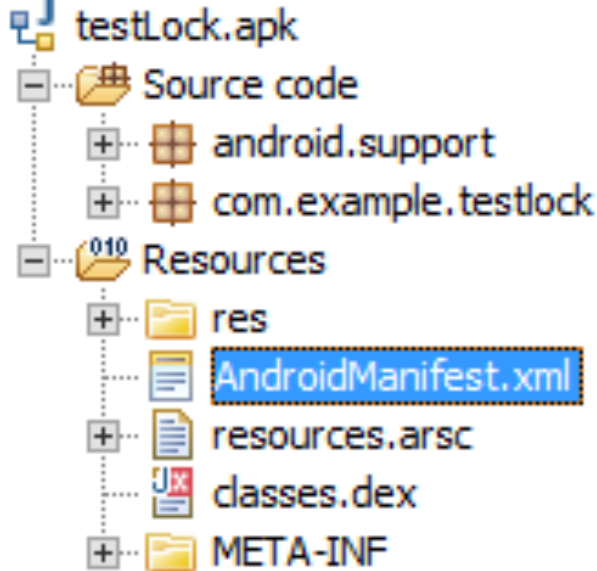 testLock.apk
Source code
android.support
com.example.testlock
010
Resources
res
AndroidManifest.xml
resources.arsc
classes.dex
META-INF